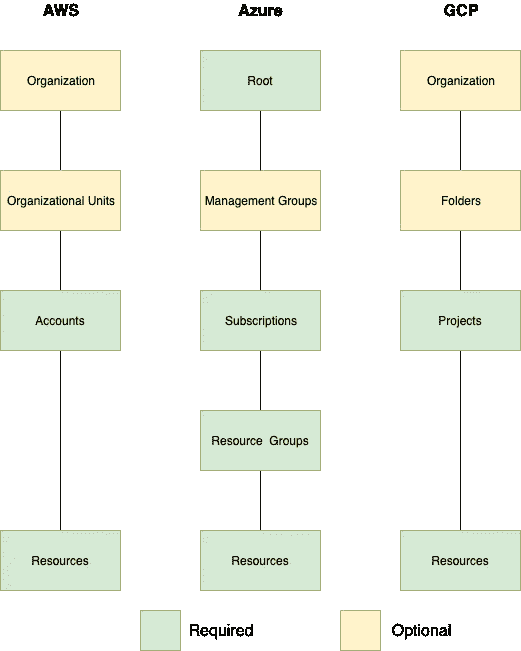 AWS Azure GCP
Organization Root Organization
Organizational Units Management Groups Folders
Accounts Subscriptions Projects
Resource Groups
Resources Resources Resources
Required Optional